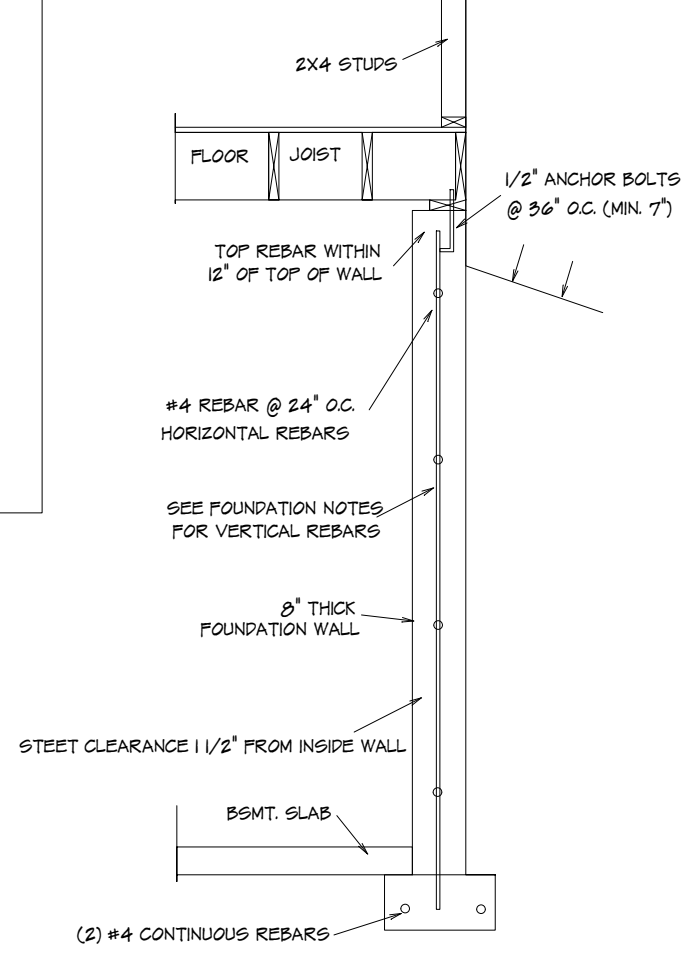 2X4 STUDS
FLOOR JOIST
1/2" ANCHOR BOLTS
@ 36" O.C. (MIN. 7")
TOP REBAR WITHIN
12" OF TOP OF WALL
#4 REBAR @ 24" O.C.
HORIZONTAL REBARS
SEE FOUNDATION NOTES
FOR VERTICAL REBARS
8" THICK
FOUNDATION WALL
STEET CLEARANCE 1 1/2" FROM INSIDE WALL
BSMT. SLAB
(2) #4 CONTINUOUS REBARS